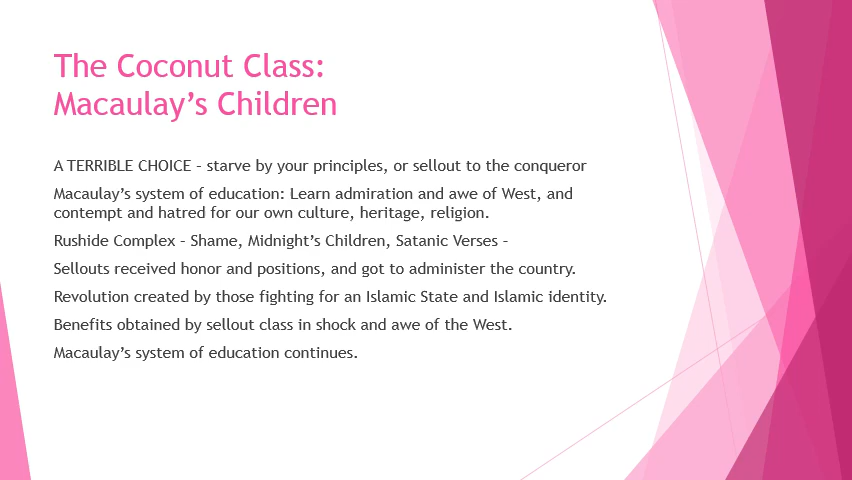 The Coconut Class:
Macaulay’s Children
A TERRIBLE CHOICE – starve by your principles, or sellout to the conqueror
Macaulay’s system of education: Learn admiration and awe of West, and
contempt and hatred for our own culture, heritage, religion.
Rushide Complex – Shame, Midnight’s Children, Satanic Verses –
Sellouts received honor and positions, and got to administer the country.
Revolution created by those fighting for an Islamic State and Islamic identity.
Benefits obtained by sellout class in shock and awe of the West.
Macaulay’s system of education continues.